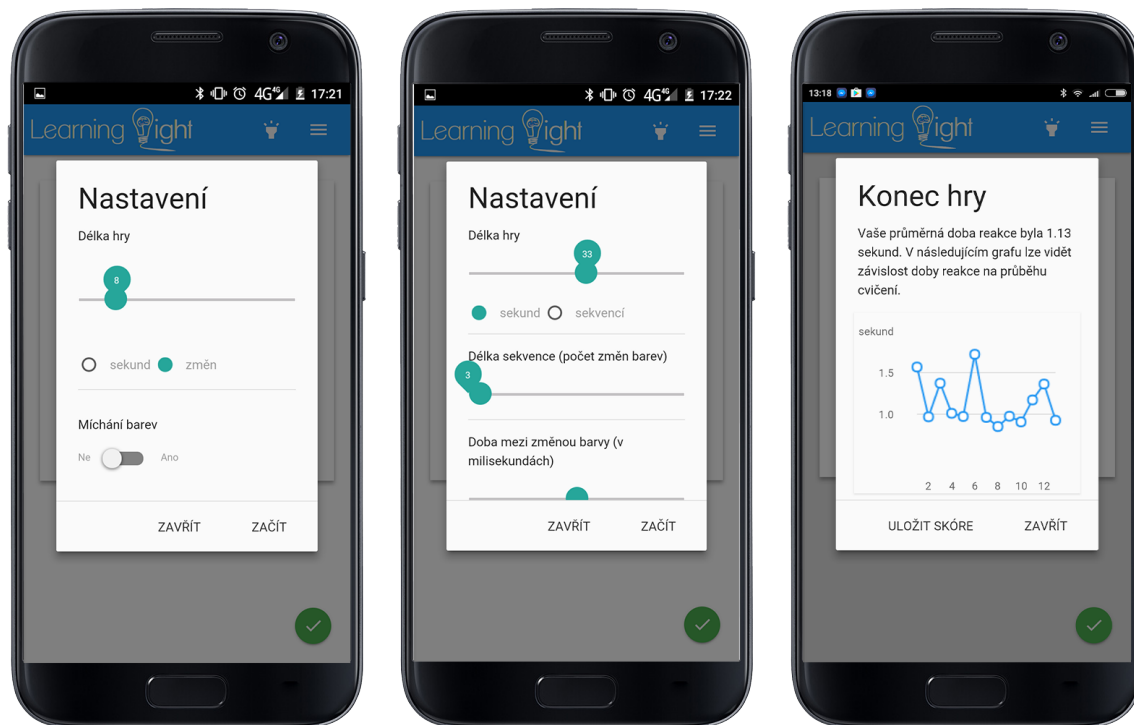 17:21
Learning Light
Nastavení
Délka hry
8
sekund změn
Míchání barev
Ne Ano
ZAVŘÍT ZAČÍT
17:22
Learning Light
Nastavení
Délka hry
33
sekund sekvencí
Délka sekvence (počet změn barev)
3
Doba mezi změnou barvy (v
milisekundách)
ZAVŘÍT ZAČÍT
13:18
Learning Light
Konec hry
Vaše průměrná doba reakce byla 1.13
sekund. V následujícím grafu lze vidět
závislost doby reakce na průběhu
cvičení.
sekund
1.5
1.0
2 4 6 8 10 12
ULOŽIT SKÓRE ZAVŘÍT